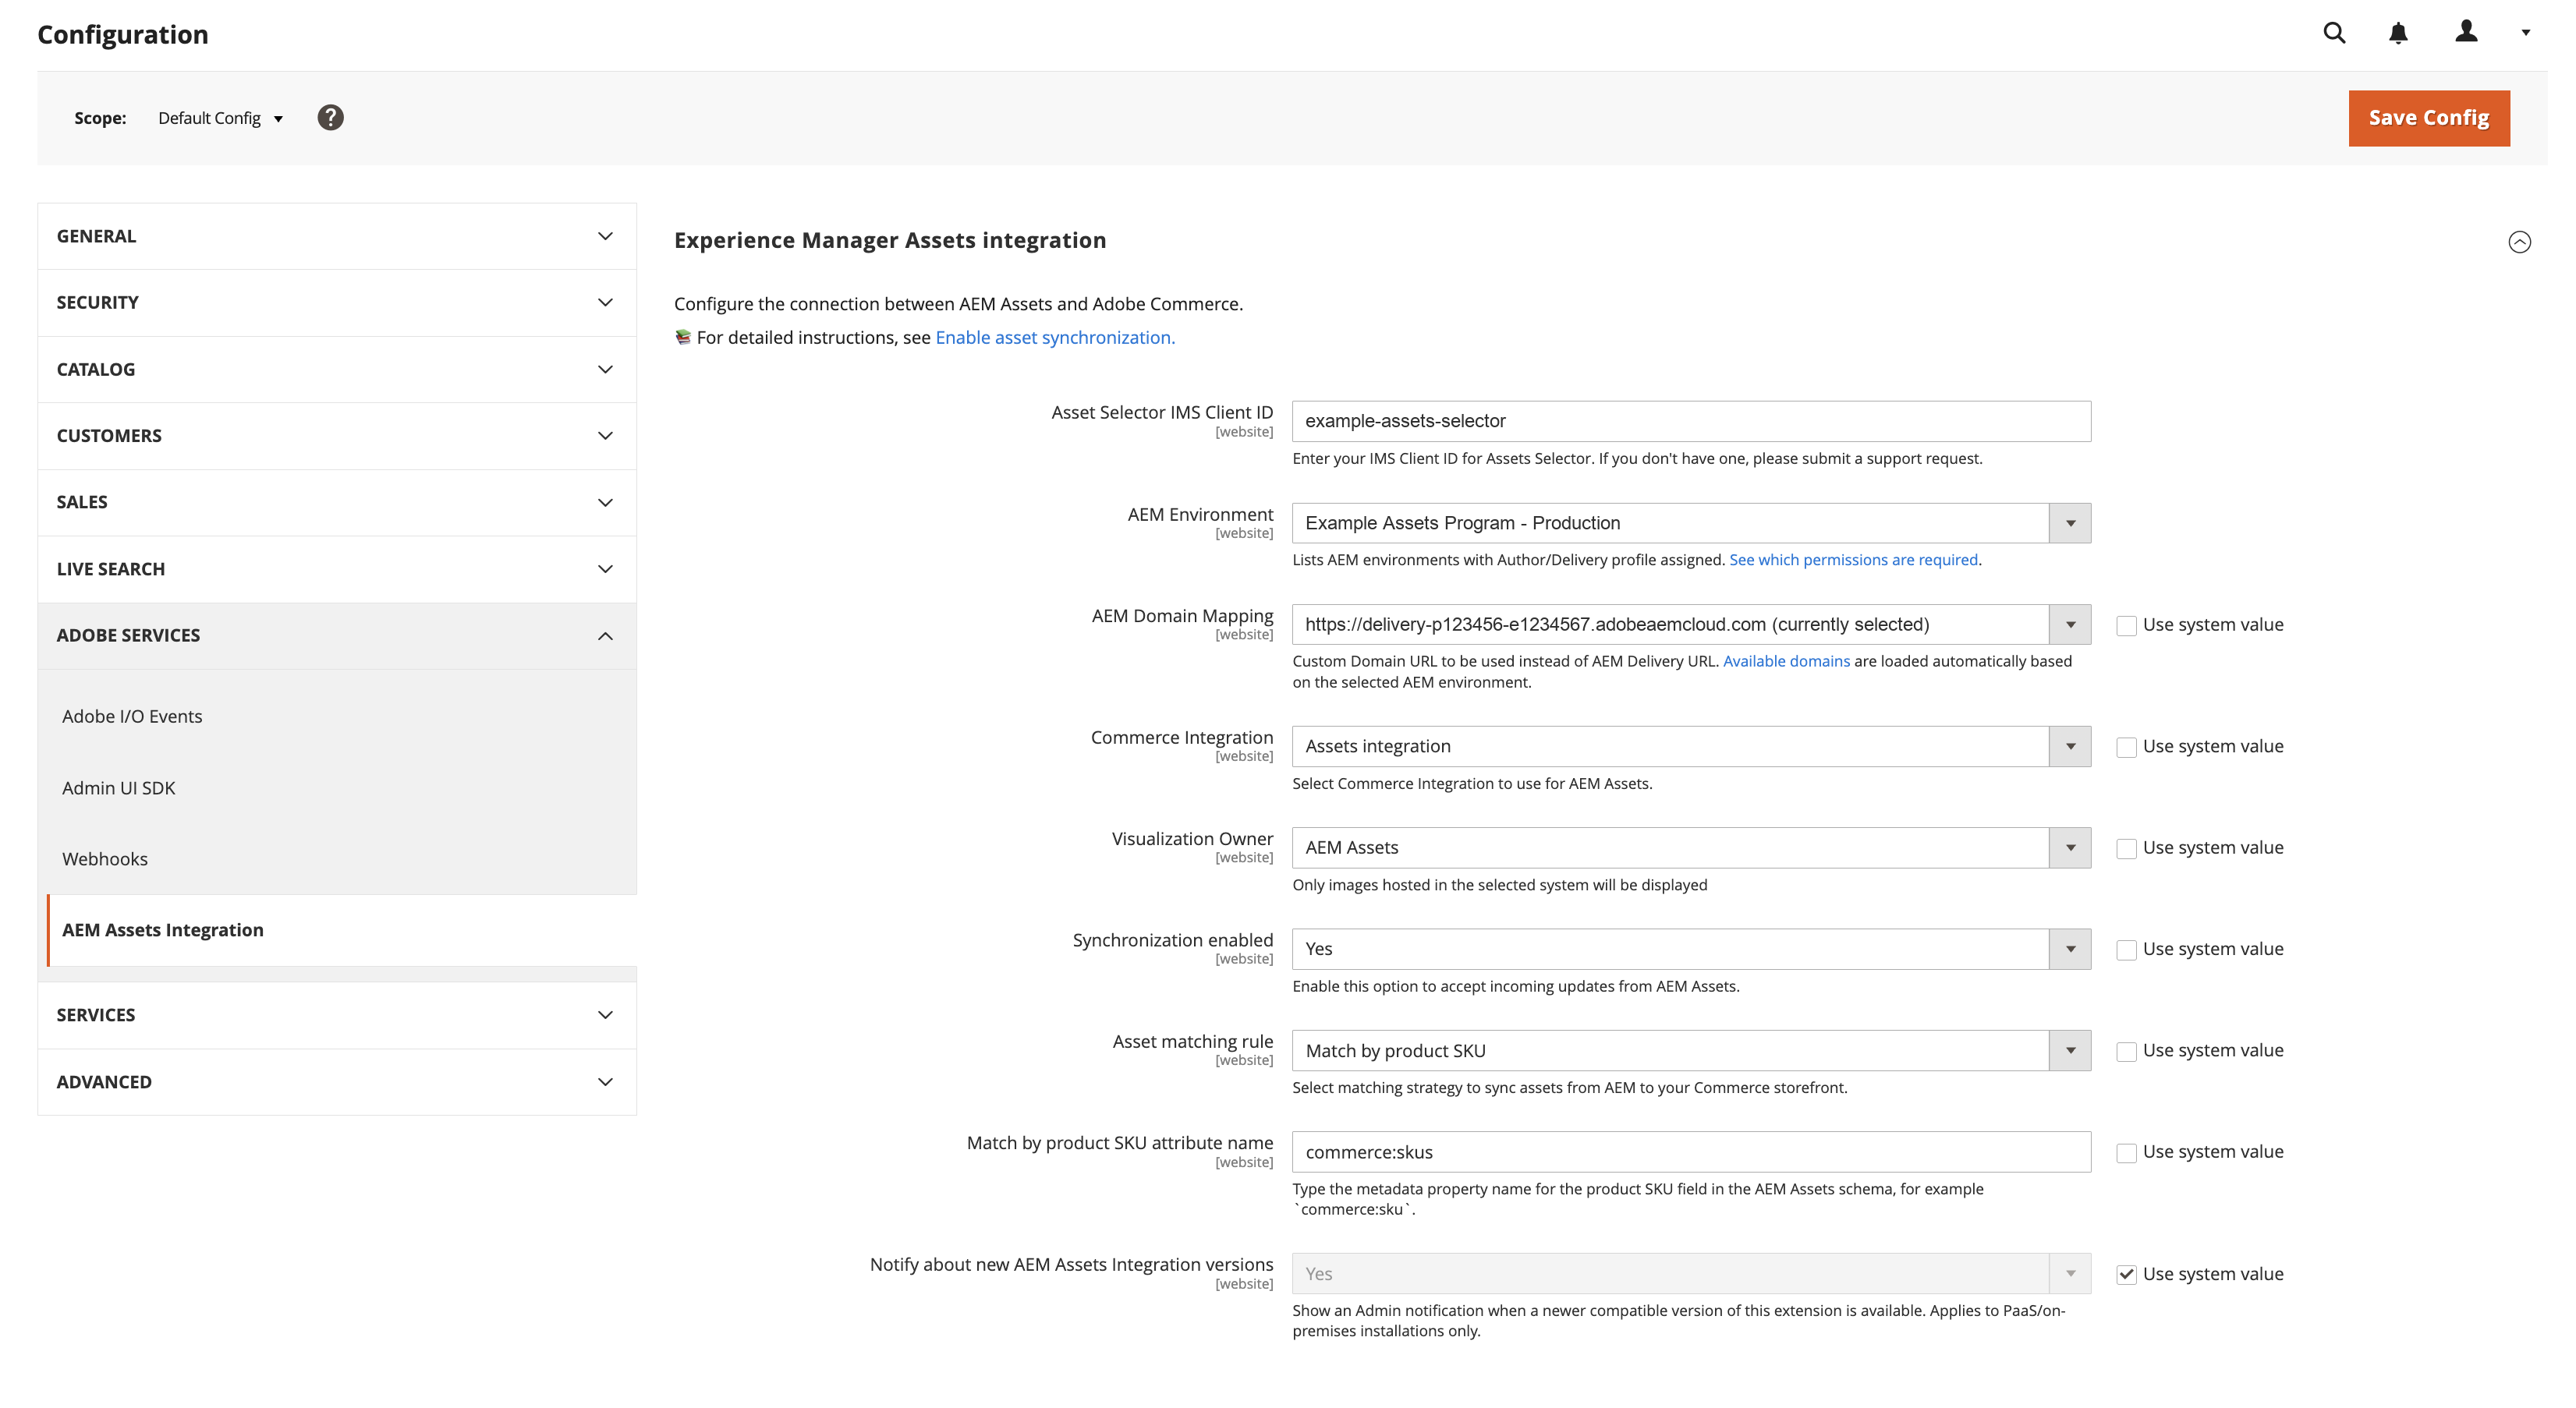 Configuration
Scope: Default Config ?
Save Config
GENERAL
SECURITY
CATALOG
CUSTOMERS
SALES
LIVE SEARCH
ADOBE SERVICES
Adobe I/O Events
Admin UI SDK
Webhooks
AEM Assets Integration
SERVICES
ADVANCED
Experience Manager Assets integration
Configure the connection between AEM Assets and Adobe Commerce.
For detailed instructions, see Enable asset synchronization.
Asset Selector IMS Client ID
[website]
example-assets-selector
Enter your IMS Client ID for Assets Selector. If you don't have one, please submit a support request.
AEM Environment
[website]
Example Assets Program - Production
Lists AEM environments with Author/Delivery profile assigned. See which permissions are required.
AEM Domain Mapping
[website]
https://delivery-p123456-e1234567.adobeaemcloud.com (currently selected)
Use system value
Custom Domain URL to be used instead of AEM Delivery URL. Available domains are loaded automatically based
on the selected AEM environment.
Commerce Integration
[website]
Assets integration
Use system value
Select Commerce Integration to use for AEM Assets.
Visualization Owner
[website]
AEM Assets
Use system value
Only images hosted in the selected system will be displayed
Synchronization enabled
[website]
Yes
Use system value
Enable this option to accept incoming updates from AEM Assets.
Asset matching rule
[website]
Match by product SKU
Use system value
Select matching strategy to sync assets from AEM to your Commerce storefront.
Match by product SKU attribute name
[website]
commerce:skus
Use system value
Type the metadata property name for the product SKU field in the AEM Assets schema, for example
`commerce:sku`.
Notify about new AEM Assets Integration versions
[website]
Yes
Use system value
Show an Admin notification when a newer compatible version of this extension is available. Applies to PaaS/on-
premises installations only.